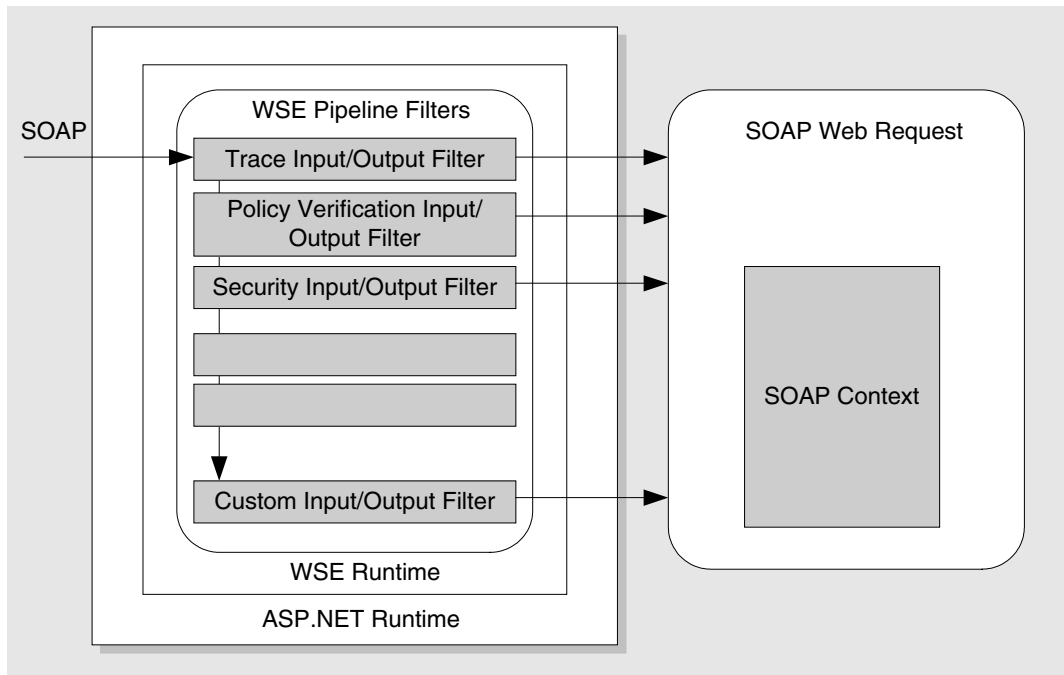 SOAP
WSE Pipeline Filters
Trace Input/Output Filter
Policy Verification Input/
Output Filter
Security Input/Output Filter
Custom Input/Output Filter
WSE Runtime
ASP.NET Runtime
SOAP Web Request
SOAP Context